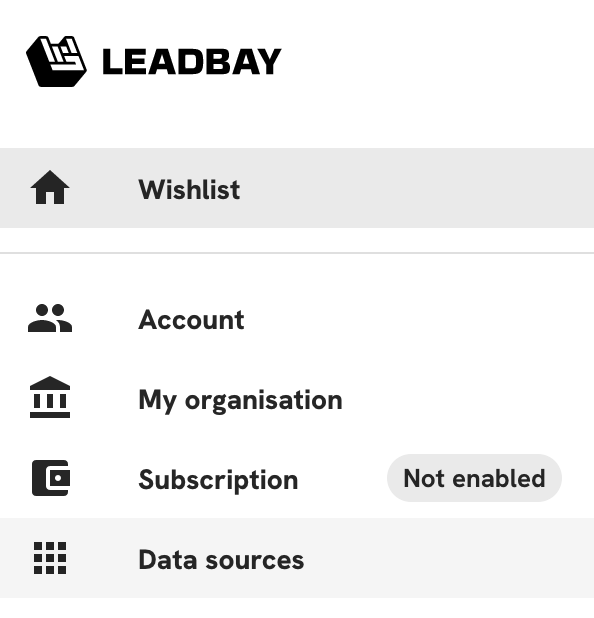 LEADBAY
Wishlist
Account
My organisation
Subscription
Not enabled
Data sources